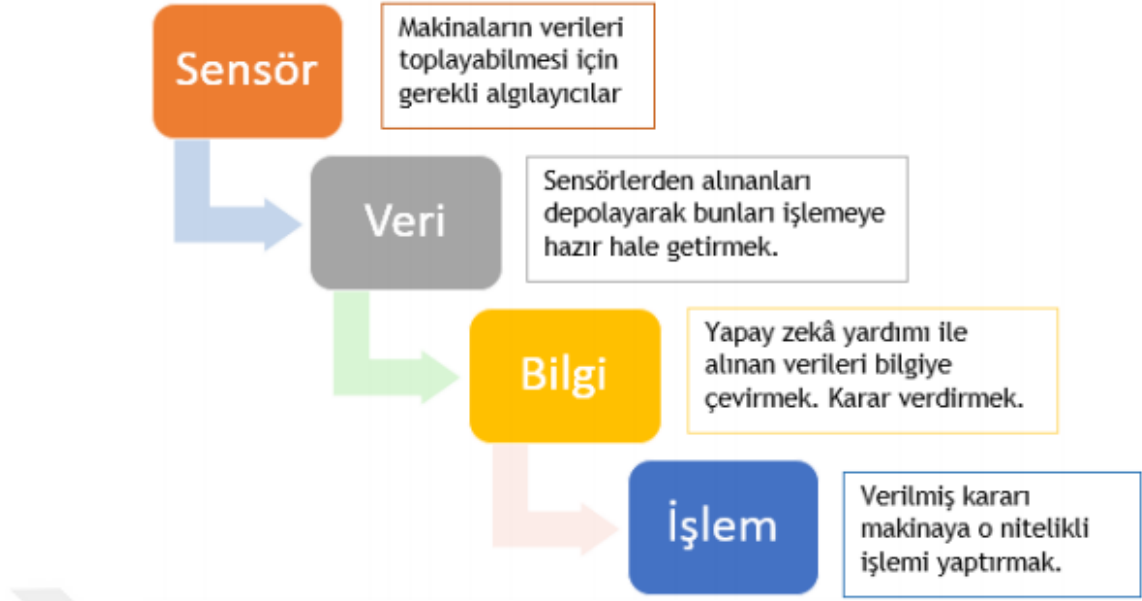 Sensör
Makinaların verileri
toplayabilmesi için
gerekli algılayıcılar
Veri
Sensörlerden alınanları
depolayarak bunları işlemeye
hazır hale getirmek.
Bilgi
Yapay zekâ yardımı ile
alınan verileri bilgiye
çevirmek. Karar verdirmek.
İşlem
Verilmiş kararı
makinaya o nitelikli
işlemi yaptırmak.